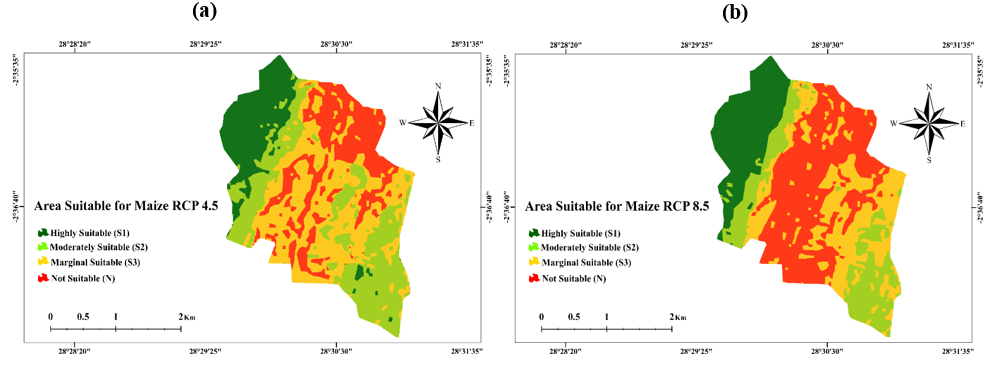 (a)
28°28'20" 28°29'25" 28°30'30" 28°31'35"
-2°35'35" -2°35'35"
N
W E
S
-2°36'40" -2°36'40"
Area Suitable for Maize RCP 4.5
Highly Suitable (S1)
Moderately Suitable (S2)
Marginal Suitable (S3)
Not Suitable (N)
0 1 2 Km
28°28'20" 28°29'25" 28°30'30" 28°31'35"
(b)
28°28'20" 28°29'25" 28°30'30" 28°31'35"
-2°35'35" -2°35'35"
N
W E
S
-2°36'40" -2°36'40"
Area Suitable for Maize RCP 8.5
Highly Suitable (S1)
Moderately Suitable (S2)
Marginal Suitable (S3)
Not Suitable (N)
0 1 2 Km
28°28'20" 28°29'25" 28°30'30" 28°31'35"